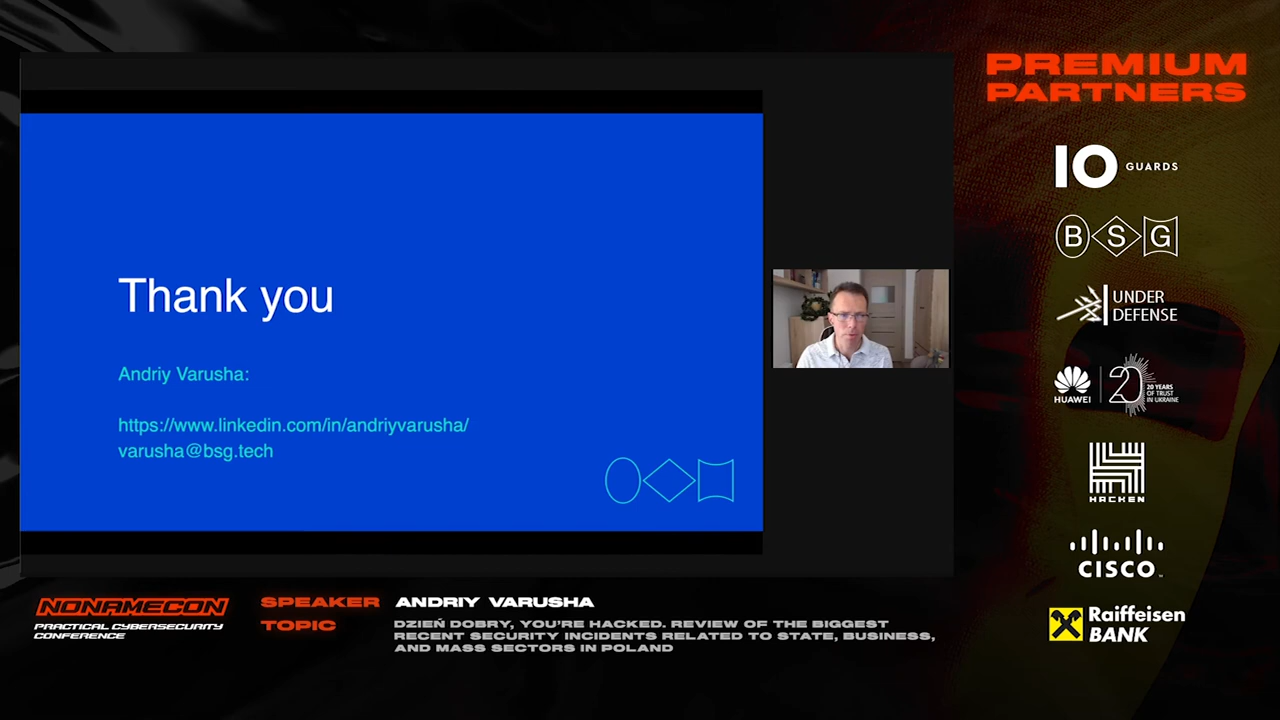 PREMIUM
PARTNERS
Thank you
Andriy Varusha:
https://www.linkedin.com/in/andriyvarusha/
varusha@bsg.tech
IO GUARDS
BSG
UNDER
DEFENSE
HUAWEI
20
20 YEARS
OF TRUST
IN UKRAINE
HACKEN
CISCO
Raiffeisen
BANK
NONAMECON
PRACTICAL CYBERSECURITY
CONFERENCE
SPEAKER ANDRIY VARUSHA
TOPIC
DZIEŃ DOBRY, YOU'RE HACKED. REVIEW OF THE BIGGEST
RECENT SECURITY INCIDENTS RELATED TO STATE, BUSINESS,
AND MASS SECTORS IN POLAND